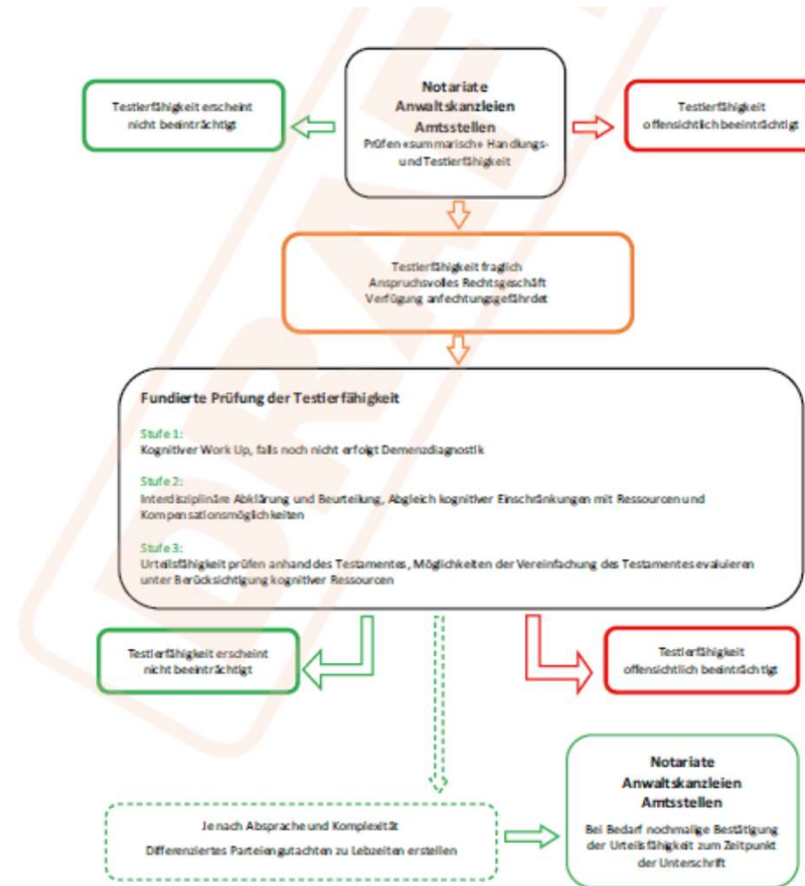 Notariate
Anwaltskanzleien
Amtsstellen
Prüfen «summarisch» Handlungs-
und Testierfähigkeit
Testierfähigkeit erscheint
nicht beeinträchtigt
Testierfähigkeit
offensichtlich beeinträchtigt
Testierfähigkeit fraglich
Anspruchsvolles Rechtsgeschäft
Verfügung anfechtungsgefährdet
Fundierte Prüfung der Testierfähigkeit
Stufe 1:
Kognitiver Work Up, falls noch nicht erfolgt Demenzdiagnostik
Stufe 2:
Interdisziplinäre Abklärung und Beurteilung, Abgleich kognitiver Einschränkungen mit Ressourcen und
Kompensationsmöglichkeiten
Stufe 3:
Urteilsfähigkeit prüfen anhand des Testamentes, Möglichkeiten der Vereinfachung des Testamentes evaluieren
unter Berücksichtigung kognitiver Ressourcen
Testierfähigkeit erscheint
nicht beeinträchtigt
Testierfähigkeit
offensichtlich beeinträchtigt
Je nach Absprache und Komplexität
Differenziertes Parteiengutachten zu Lebzeiten erstellen
Notariate
Anwaltskanzleien
Amtsstellen
Bei Bedarf nochmalige Bestätigung
der Urteilsfähigkeit zum Zeitpunkt
der Unterschrift